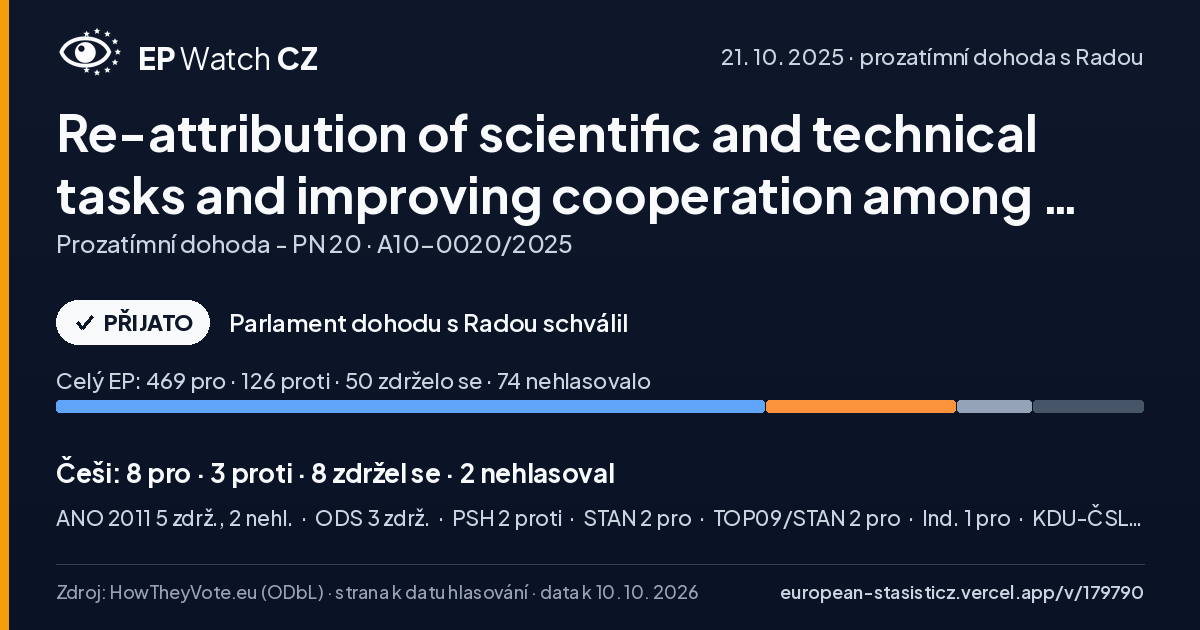 EP Watch CZ
21. 10. 2025 · prozatímní dohoda s Radou
Re-attribution of scientific and technical
tasks and improving cooperation among …
Prozatímní dohoda - PN 20 · A10-0020/2025
✓ PŘIJATO
Parlament dohodu s Radou schválil
Celý EP: 469 pro · 126 proti · 50 zdrželo se · 74 nehlasovalo
Češi: 8 pro · 3 proti · 8 zdržel se · 2 nehlasoval
ANO 2011 5 zdrž., 2 nehl. · ODS 3 zdrž. · PSH 2 proti · STAN 2 pro · TOP09/STAN 2 pro · Ind. 1 pro · KDU-ČSL…
Zdroj: HowTheyVote.eu (ODbL) · strana k datu hlasování · data k 10. 10. 2026
european-stasisticz.vercel.app/v/179790